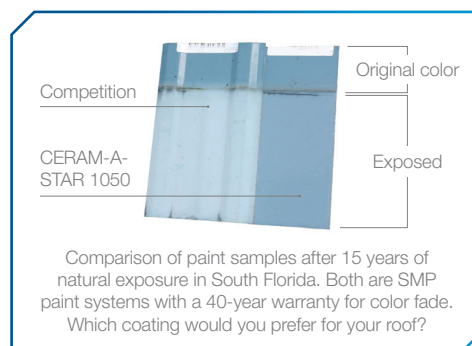 Original color
Competition
CERAM-A-
STAR 1050
Exposed
Comparison of paint samples after 15 years of
natural exposure in South Florida. Both are SMP
paint systems with a 40-year warranty for color fade.
Which coating would you prefer for your roof?